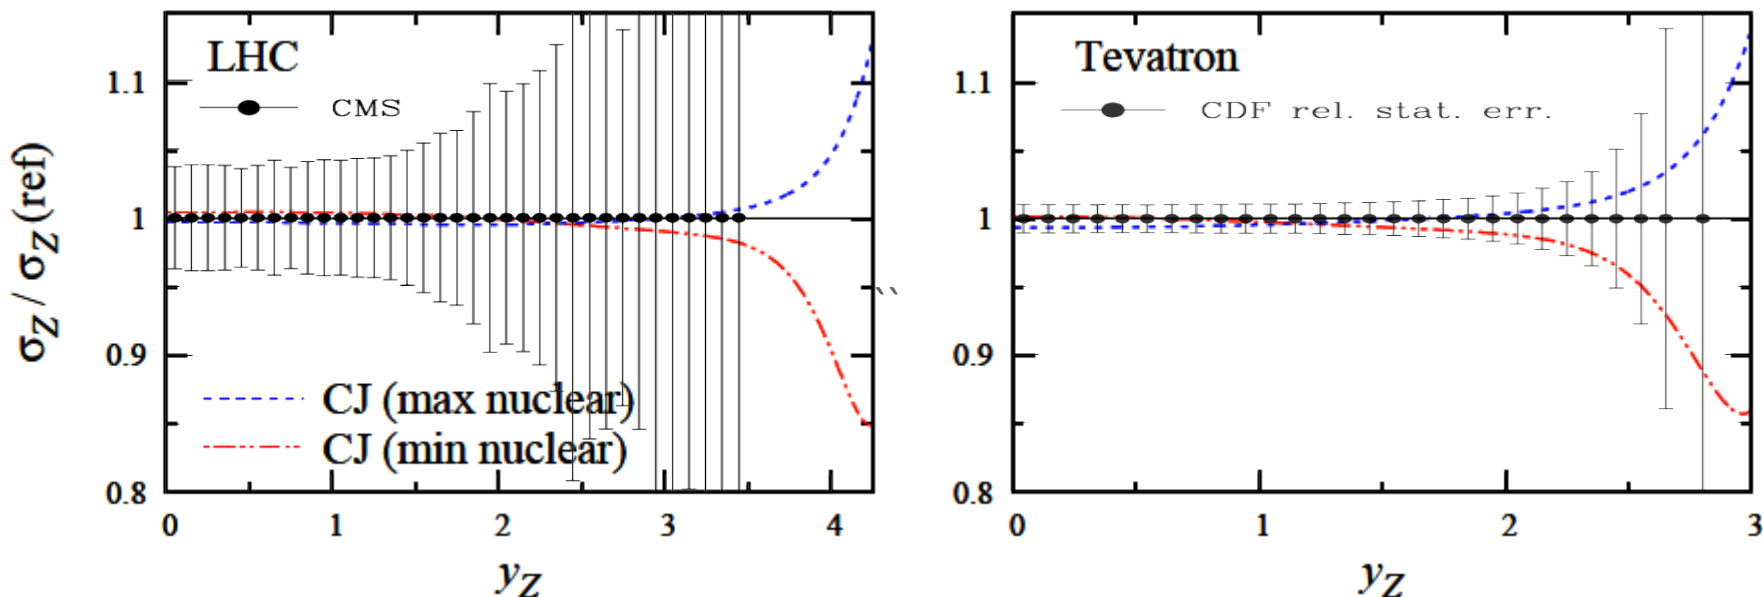 LHC
CMS
1.1
1
0.9
0.8
σZ / σZ (ref)
CJ (max nuclear)
CJ (min nuclear)
0 1 2 3 4
yZ
``
Tevatron
CDF rel. stat. err.
1.1
1
0.9
0.8
0 1 2 3
yZ